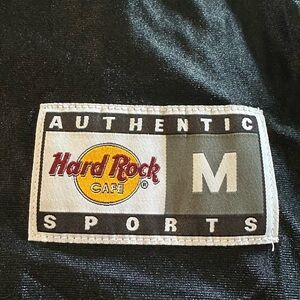 AUTHENTIC
Hard Rock
CAFE ®
M
SPORTS